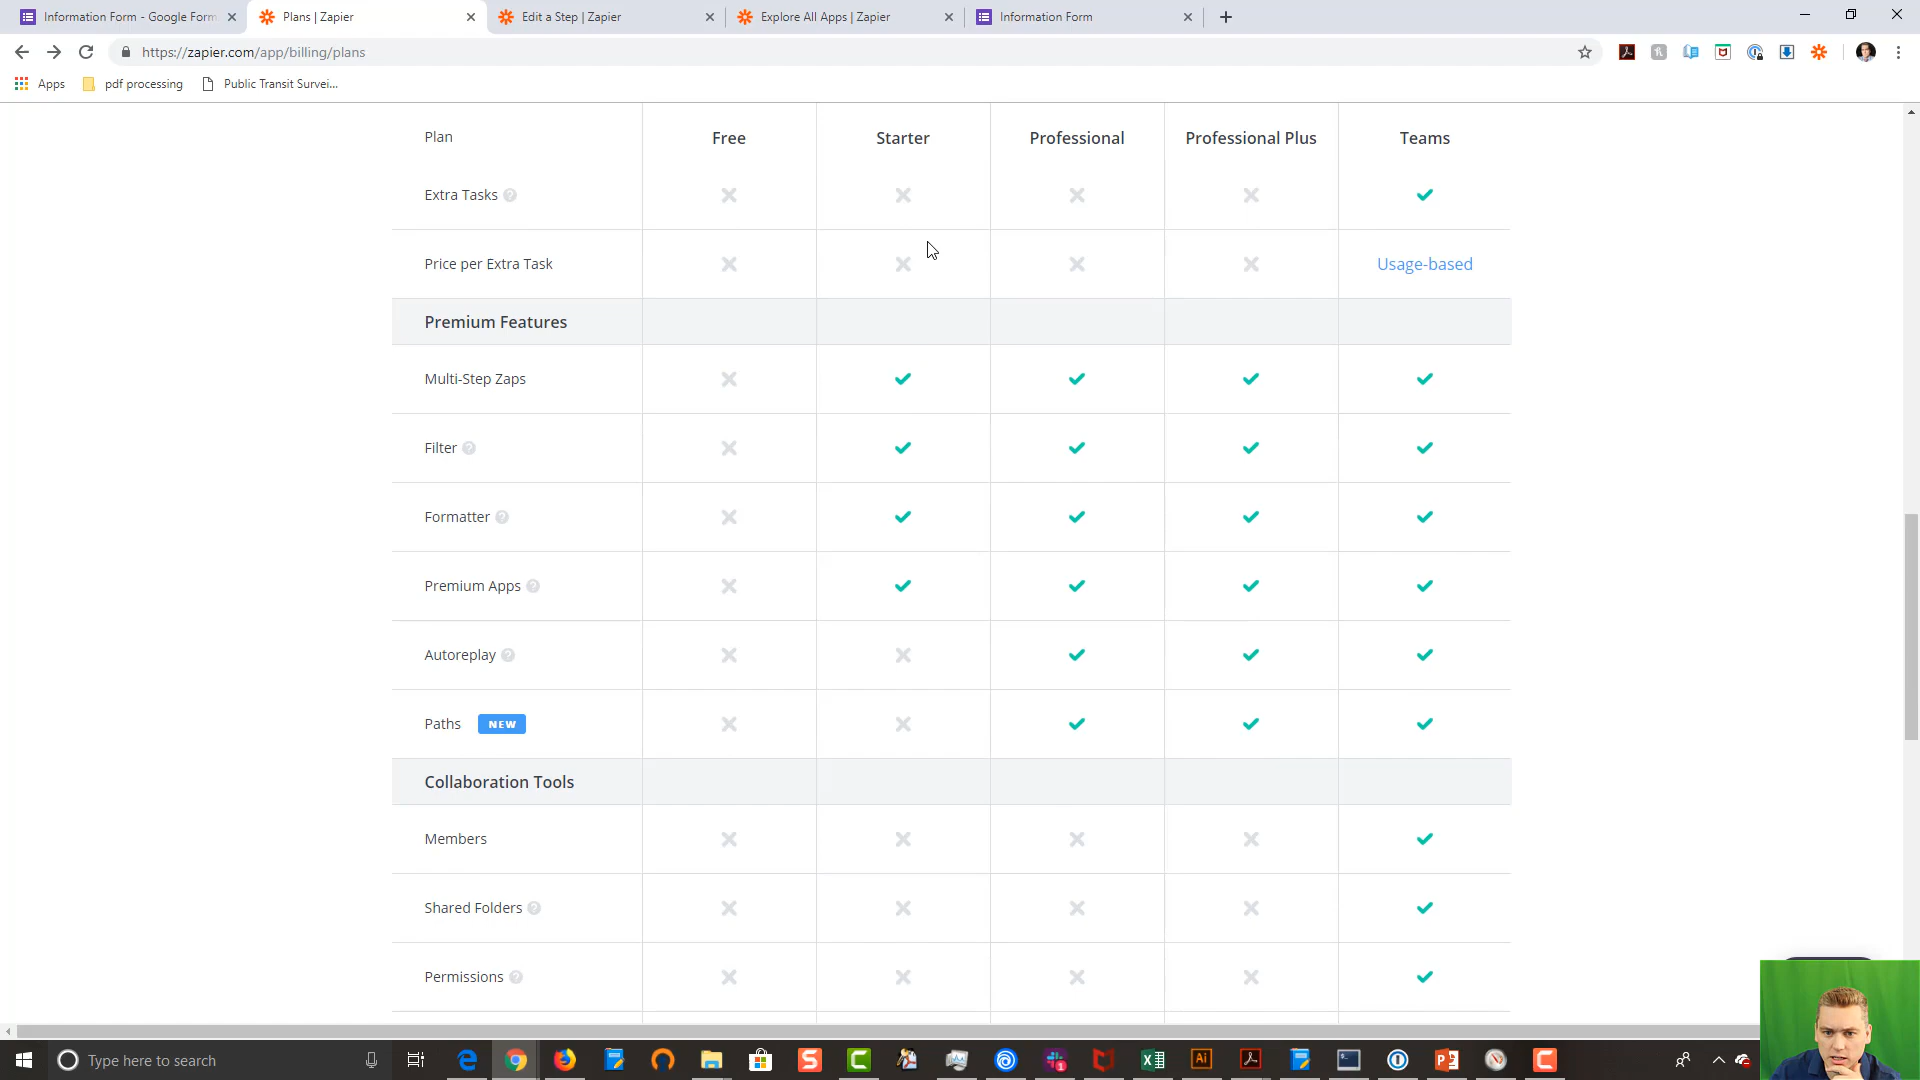 Information Form - Google Form
Plans | Zapier
Edit a Step | Zapier
Explore All Apps | Zapier
Information Form
https://zapier.com/app/billing/plans
Apps
pdf processing
Public Transit Survei...
Plan Free Starter Professional Professional Plus Teams
Extra Tasks ?
Price per Extra Task Usage-based
Premium Features
Multi-Step Zaps
Filter ?
Formatter ?
Premium Apps ?
Autoreplay ?
Paths NEW
Collaboration Tools
Members
Shared Folders ?
Permissions ?
Type here to search